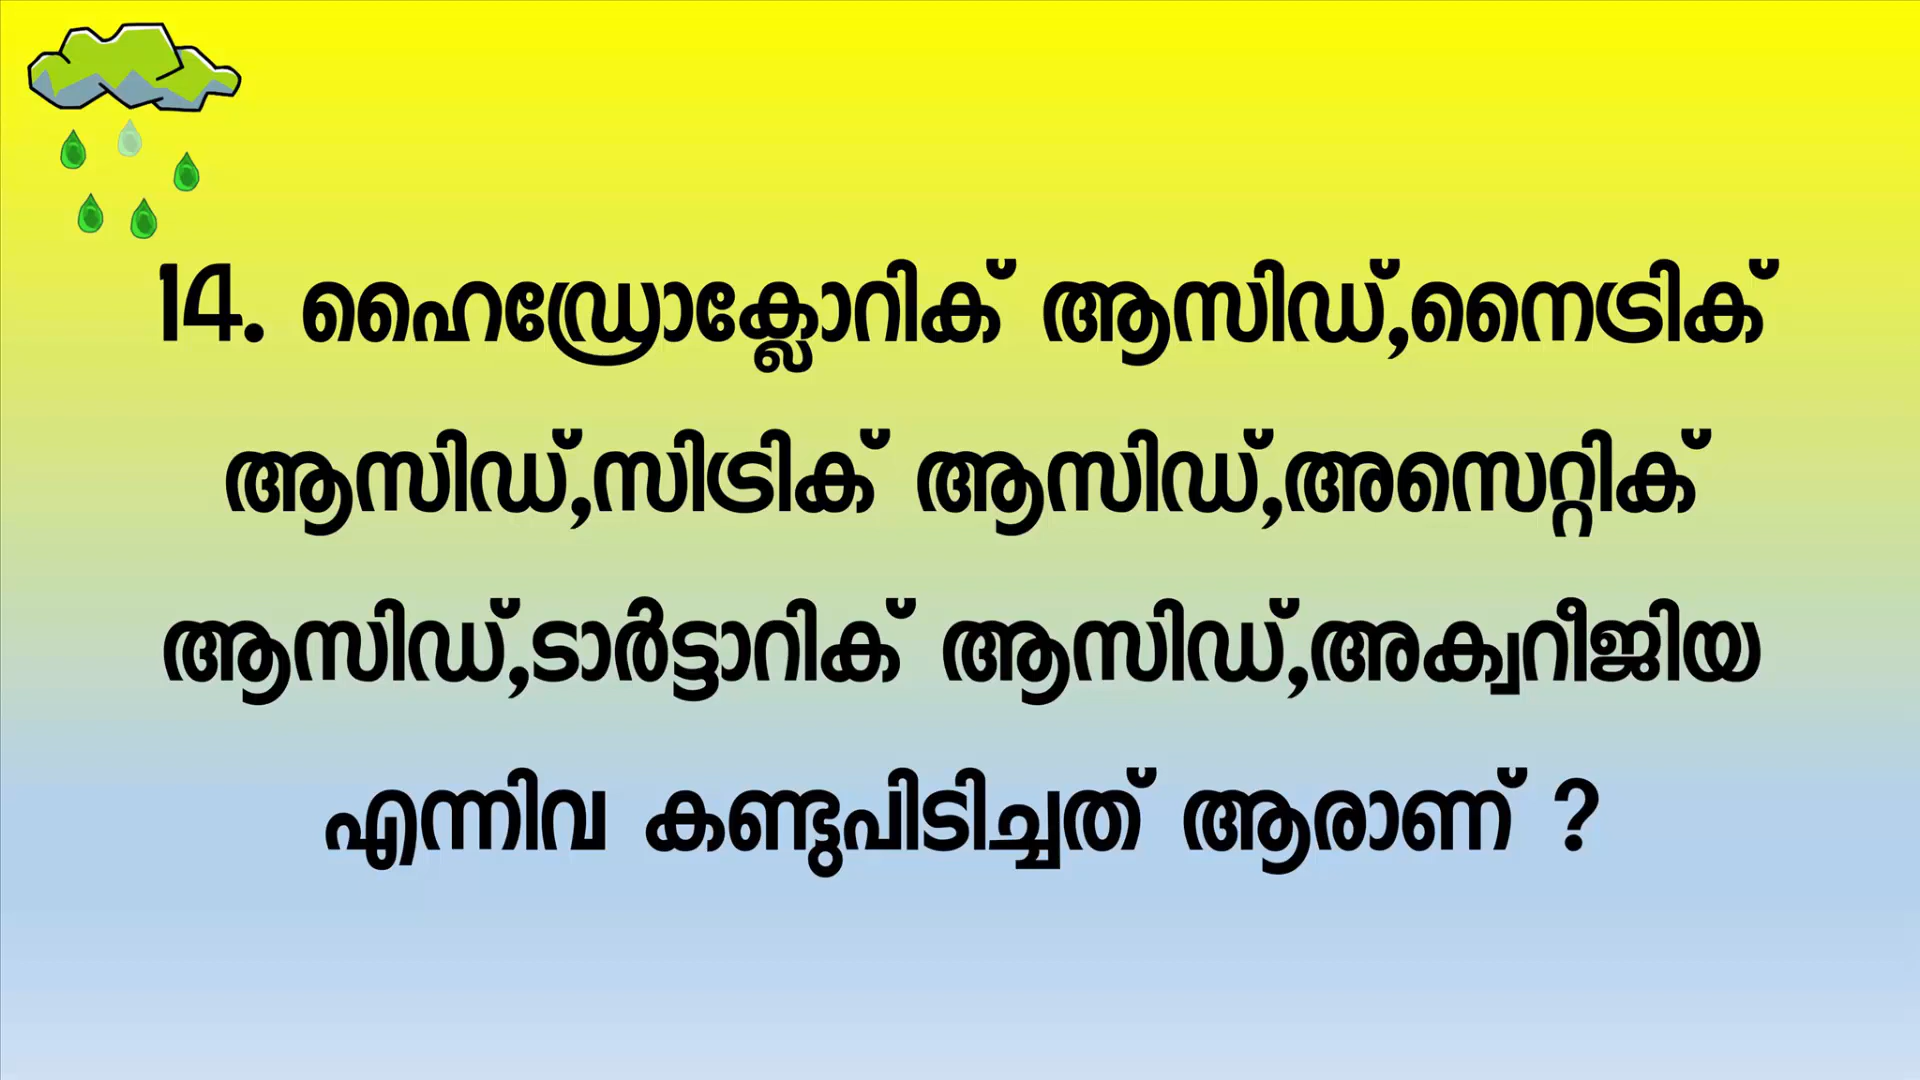 14. ഹൈഡ്രോക്ലോറിക് ആസിഡ്,നൈട്രിക്
ആസിഡ്,സിട്രിക് ആസിഡ്,അസെറ്റിക്
ആസിഡ്,ടാർട്ടാറിക് ആസിഡ്,അക്വറീജിയ
എന്നിവ കണ്ടുപിടിച്ചത് ആരാണ് ?